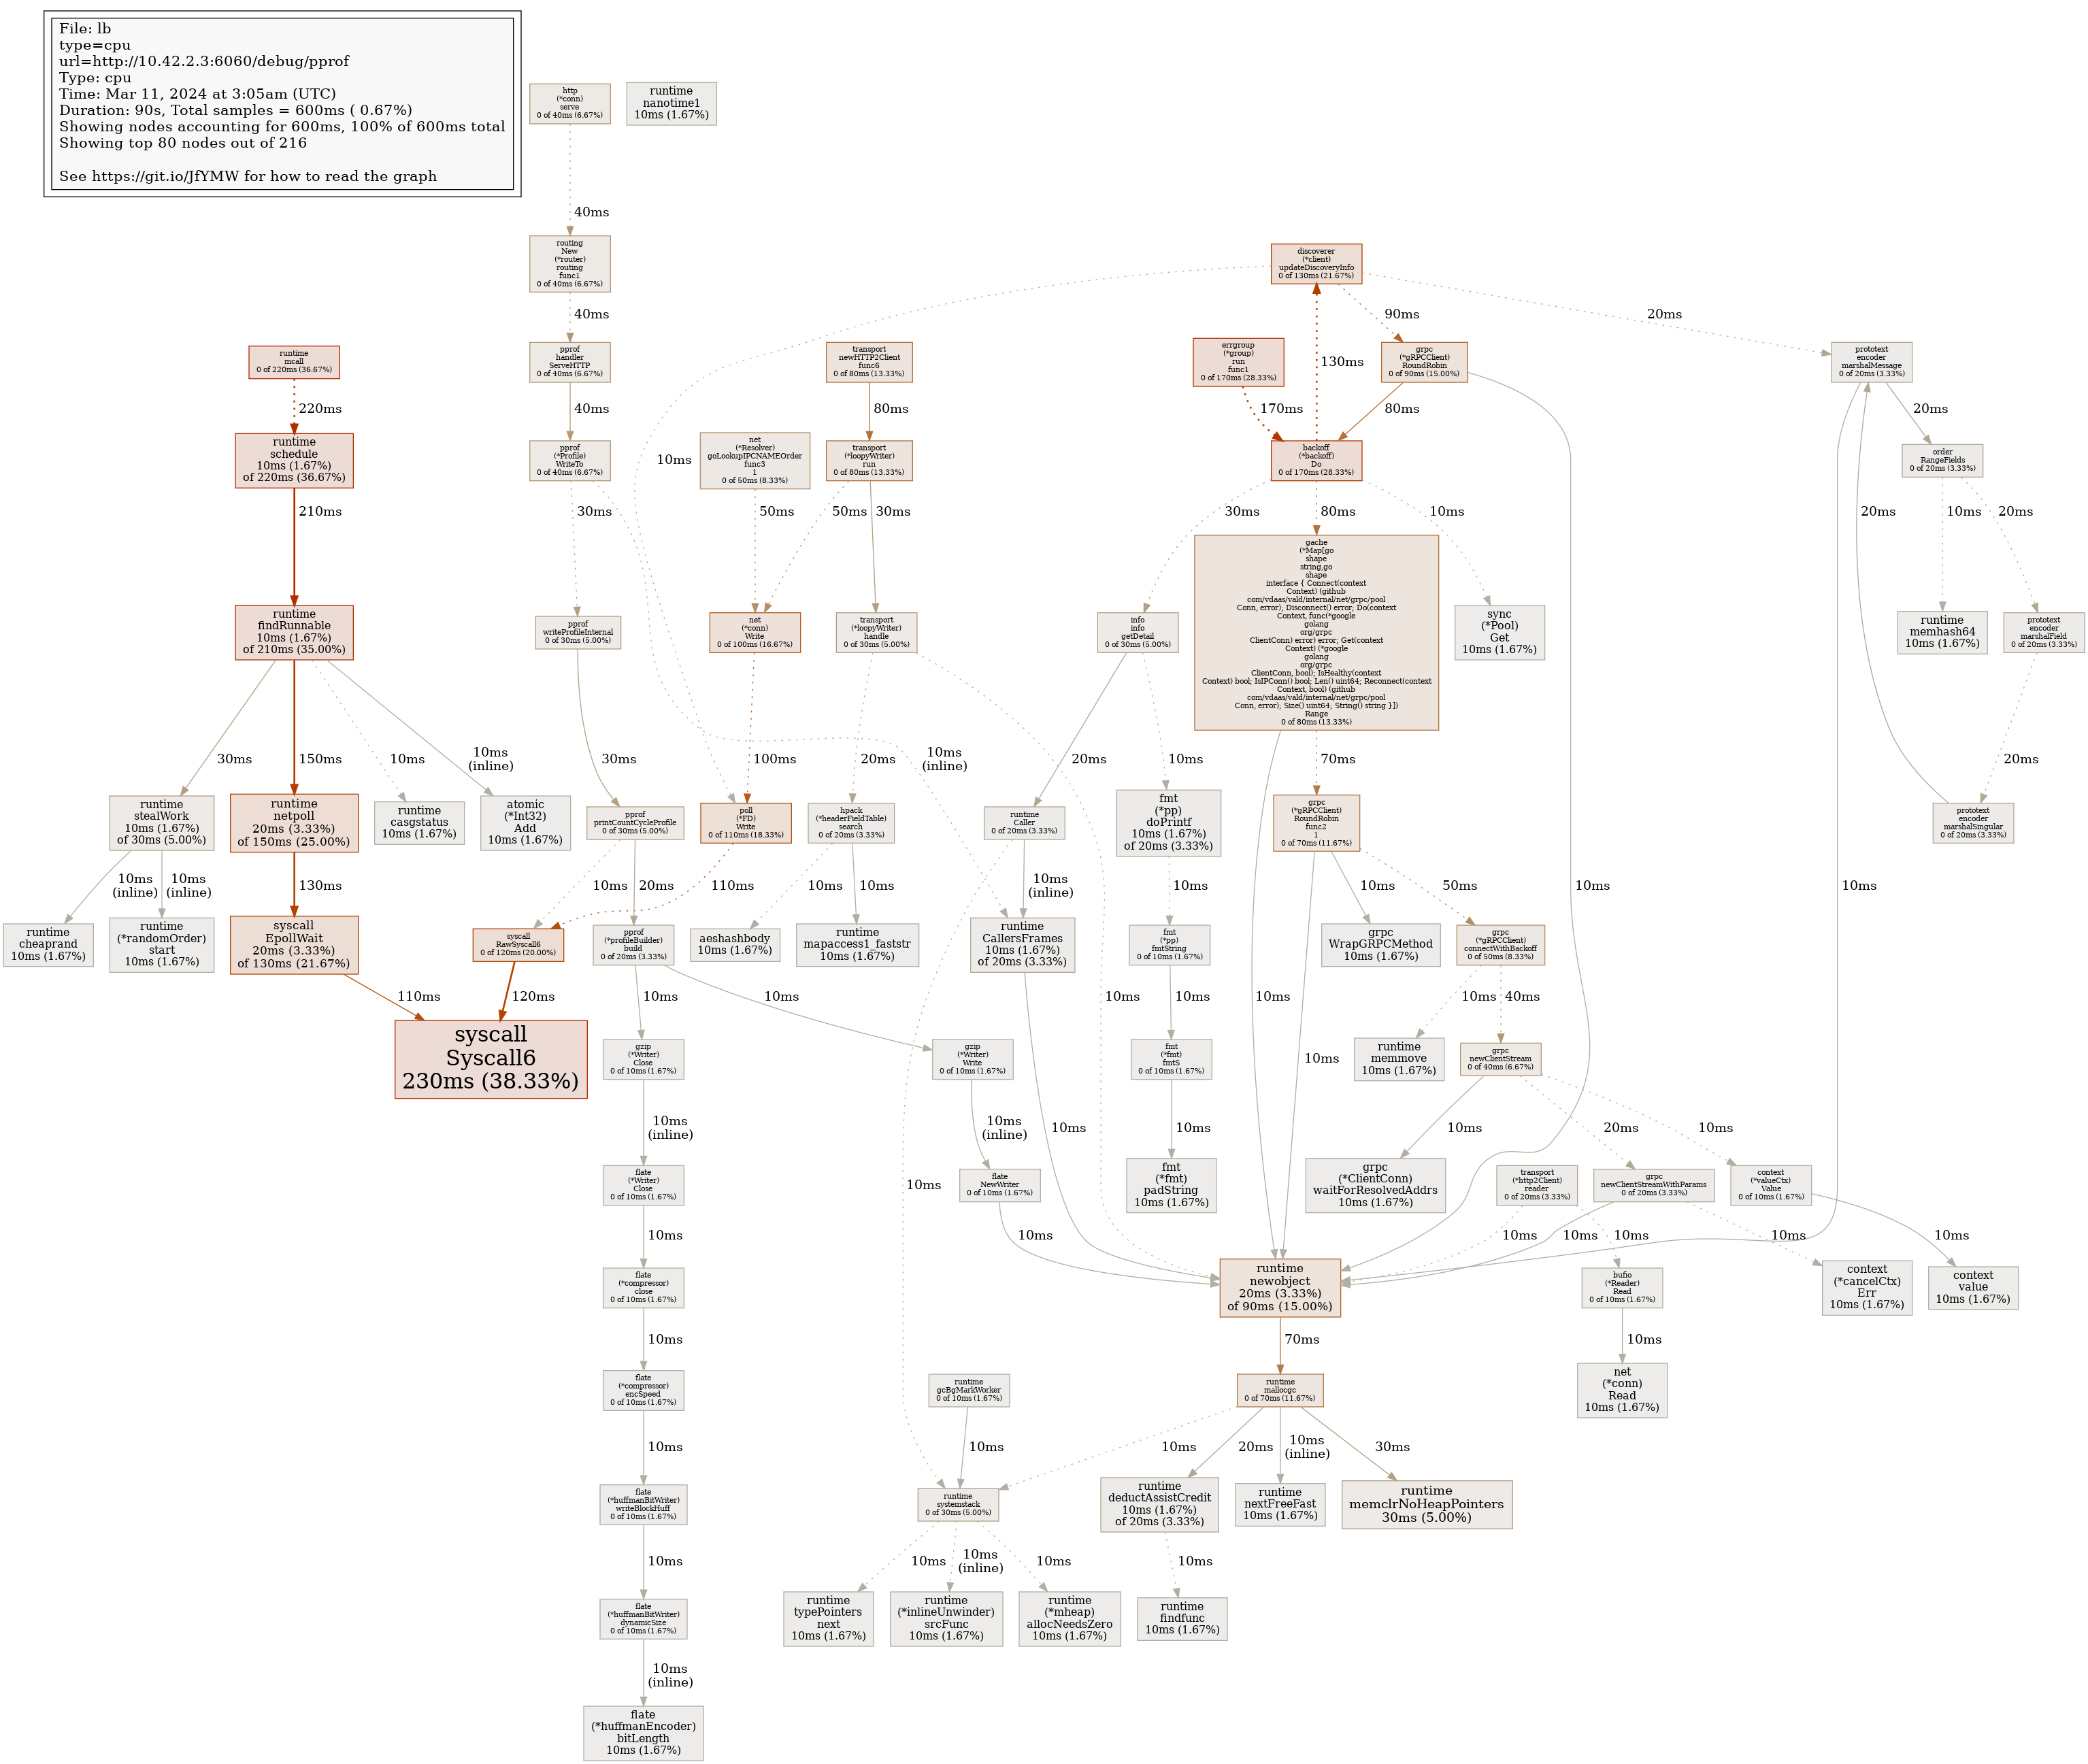 File: lb
type=cpu
url=http://10.42.2.3:6060/debug/pprof
Type: cpu
Time: Mar 11, 2024 at 3:05am (UTC)
Duration: 90s, Total samples = 600ms ( 0.67%)
Showing nodes accounting for 600ms, 100% of 600ms total
Showing top 80 nodes out of 216
See https://git.io/JfYMW for how to read the graph
http
(*conn)
serve
0 of 40ms (6.67%)
runtime
nanotime1
10ms (1.67%)
40ms
routing
New
(*router)
routing
func1
0 of 40ms (6.67%)
discoverer
(*client)
updateDiscoveryInfo
0 of 130ms (21.67%)
40ms
90ms
20ms
runtime
mcall
0 of 220ms (36.67%)
pprof
handler
ServeHTTP
0 of 40ms (6.67%)
transport
newHTTP2Client
func6
0 of 80ms (13.33%)
errgroup
(*group)
run
func1
0 of 170ms (28.33%)
130ms
grpc
(*gRPCClient)
RoundRobin
0 of 90ms (15.00%)
prototext
encoder
marshalMessage
0 of 20ms (3.33%)
220ms
40ms
80ms
170ms
80ms
20ms
runtime
schedule
10ms (1.67%)
of 220ms (36.67%)
pprof
(*Profile)
WriteTo
0 of 40ms (6.67%)
10ms
net
(*Resolver)
goLookupIPCNAMEOrder
func3
1
0 of 50ms (8.33%)
transport
(*loopyWriter)
run
0 of 80ms (13.33%)
backoff
(*backoff)
Do
0 of 170ms (28.33%)
order
RangeFields
0 of 20ms (3.33%)
210ms
30ms
50ms
50ms
30ms
30ms
80ms
10ms
20ms
10ms
20ms
runtime
findRunnable
10ms (1.67%)
of 210ms (35.00%)
pprof
writeProfileInternal
0 of 30ms (5.00%)
net
(*conn)
Write
0 of 100ms (16.67%)
transport
(*loopyWriter)
handle
0 of 30ms (5.00%)
info
info
getDetail
0 of 30ms (5.00%)
gache
(*Map[go
shape
string,go
shape
interface { Connect(context
Context) (github
com/vdaas/vald/internal/net/grpc/pool
Conn, error); Disconnect() error; Do(context
Context, func(*google
golang
org/grpc
ClientConn) error) error; Get(context
Context) (*google
golang
org/grpc
ClientConn, bool); IsHealthy(context
Context) bool; IsIPConn() bool; Len() uint64; Reconnect(context
Context, bool) (github
com/vdaas/vald/internal/net/grpc/pool
Conn, error); Size() uint64; String() string }])
Range
0 of 80ms (13.33%)
sync
(*Pool)
Get
10ms (1.67%)
runtime
memhash64
10ms (1.67%)
prototext
encoder
marshalField
0 of 20ms (3.33%)
30ms
150ms
10ms
10ms
(inline)
30ms
100ms
20ms
10ms
(inline)
20ms
10ms
70ms
20ms
runtime
stealWork
10ms (1.67%)
of 30ms (5.00%)
runtime
netpoll
20ms (3.33%)
of 150ms (25.00%)
runtime
casgstatus
10ms (1.67%)
atomic
(*Int32)
Add
10ms (1.67%)
pprof
printCountCycleProfile
0 of 30ms (5.00%)
poll
(*FD)
Write
0 of 110ms (18.33%)
hpack
(*headerFieldTable)
search
0 of 20ms (3.33%)
runtime
Caller
0 of 20ms (3.33%)
fmt
(*pp)
doPrintf
10ms (1.67%)
of 20ms (3.33%)
grpc
(*gRPCClient)
RoundRobin
func2
1
0 of 70ms (11.67%)
prototext
encoder
marshalSingular
0 of 20ms (3.33%)
10ms
(inline)
10ms
(inline)
130ms
10ms
20ms
110ms
10ms
10ms
10ms
(inline)
10ms
10ms
50ms
10ms
10ms
runtime
cheaprand
10ms (1.67%)
runtime
(*randomOrder)
start
10ms (1.67%)
syscall
EpollWait
20ms (3.33%)
of 130ms (21.67%)
syscall
RawSyscall6
0 of 120ms (20.00%)
pprof
(*profileBuilder)
build
0 of 20ms (3.33%)
aeshashbody
10ms (1.67%)
runtime
mapaccess1_faststr
10ms (1.67%)
runtime
CallersFrames
10ms (1.67%)
of 20ms (3.33%)
fmt
(*pp)
fmtString
0 of 10ms (1.67%)
grpc
WrapGRPCMethod
10ms (1.67%)
grpc
(*gRPCClient)
connectWithBackoff
0 of 50ms (8.33%)
110ms
120ms
10ms
10ms
10ms
10ms
10ms
10ms
40ms
syscall
Syscall6
230ms (38.33%)
gzip
(*Writer)
Close
0 of 10ms (1.67%)
gzip
(*Writer)
Write
0 of 10ms (1.67%)
fmt
(*fmt)
fmtS
0 of 10ms (1.67%)
10ms
runtime
memmove
10ms (1.67%)
grpc
newClientStream
0 of 40ms (6.67%)
10ms
(inline)
10ms
(inline)
10ms
10ms
10ms
20ms
10ms
flate
(*Writer)
Close
0 of 10ms (1.67%)
10ms
flate
NewWriter
0 of 10ms (1.67%)
fmt
(*fmt)
padString
10ms (1.67%)
grpc
(*ClientConn)
waitForResolvedAddrs
10ms (1.67%)
transport
(*http2Client)
reader
0 of 20ms (3.33%)
grpc
newClientStreamWithParams
0 of 20ms (3.33%)
context
(*valueCtx)
Value
0 of 10ms (1.67%)
10ms
10ms
10ms
10ms
10ms
10ms
10ms
flate
(*compressor)
close
0 of 10ms (1.67%)
runtime
newobject
20ms (3.33%)
of 90ms (15.00%)
bufio
(*Reader)
Read
0 of 10ms (1.67%)
context
(*cancelCtx)
Err
10ms (1.67%)
context
value
10ms (1.67%)
10ms
70ms
10ms
flate
(*compressor)
encSpeed
0 of 10ms (1.67%)
runtime
gcBgMarkWorker
0 of 10ms (1.67%)
runtime
mallocgc
0 of 70ms (11.67%)
net
(*conn)
Read
10ms (1.67%)
10ms
10ms
10ms
20ms
10ms
(inline)
30ms
flate
(*huffmanBitWriter)
writeBlockHuff
0 of 10ms (1.67%)
runtime
systemstack
0 of 30ms (5.00%)
runtime
deductAssistCredit
10ms (1.67%)
of 20ms (3.33%)
runtime
nextFreeFast
10ms (1.67%)
runtime
memclrNoHeapPointers
30ms (5.00%)
10ms
10ms
10ms
(inline)
10ms
10ms
flate
(*huffmanBitWriter)
dynamicSize
0 of 10ms (1.67%)
runtime
typePointers
next
10ms (1.67%)
runtime
(*inlineUnwinder)
srcFunc
10ms (1.67%)
runtime
(*mheap)
allocNeedsZero
10ms (1.67%)
runtime
findfunc
10ms (1.67%)
10ms
(inline)
flate
(*huffmanEncoder)
bitLength
10ms (1.67%)